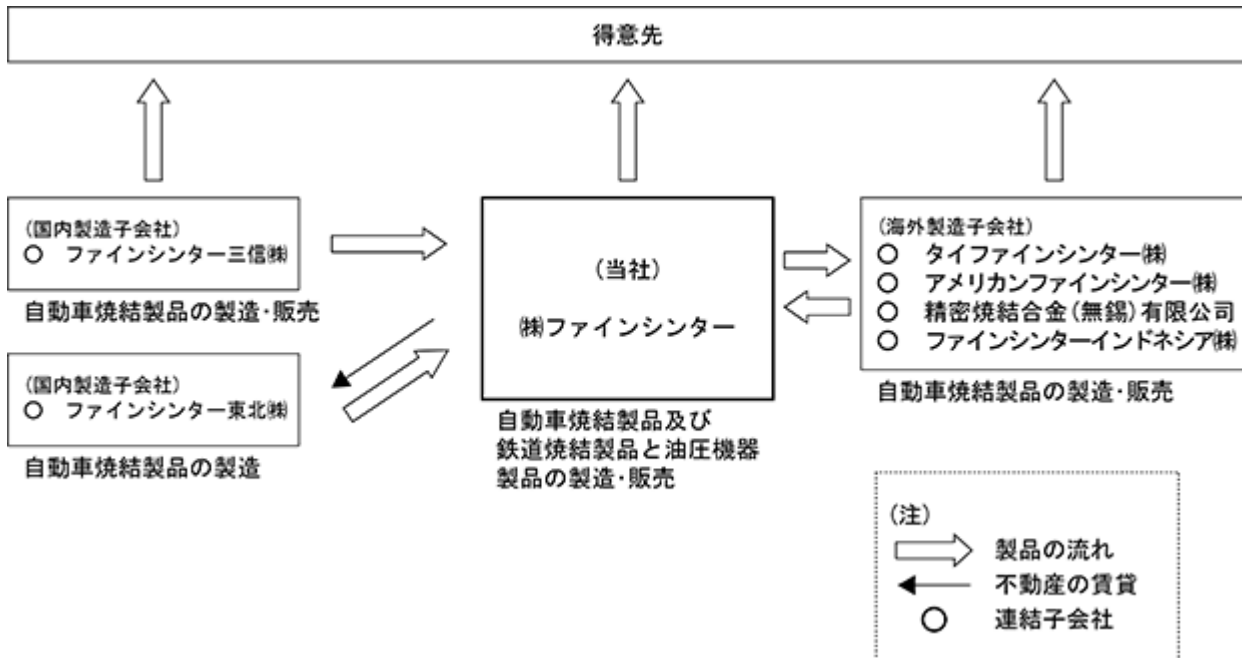 得意先
(国内製造子会社)
○ ファインシンター三信㈱
自動車焼結製品の製造・販売
(国内製造子会社)
○ ファインシンター東北㈱
自動車焼結製品の製造
(当社)
㈱ファインシンター
自動車焼結製品及び
鉄道焼結製品と油圧機器
製品の製造・販売
(海外製造子会社)
○ タイファインシンター㈱
○ アメリカンファインシンター㈱
○ 精密焼結合金(無錫)有限公司
○ ファインシンターインドネシア㈱
自動車焼結製品の製造・販売
(注)
製品の流れ
不動産の賃貸
○ 連結子会社